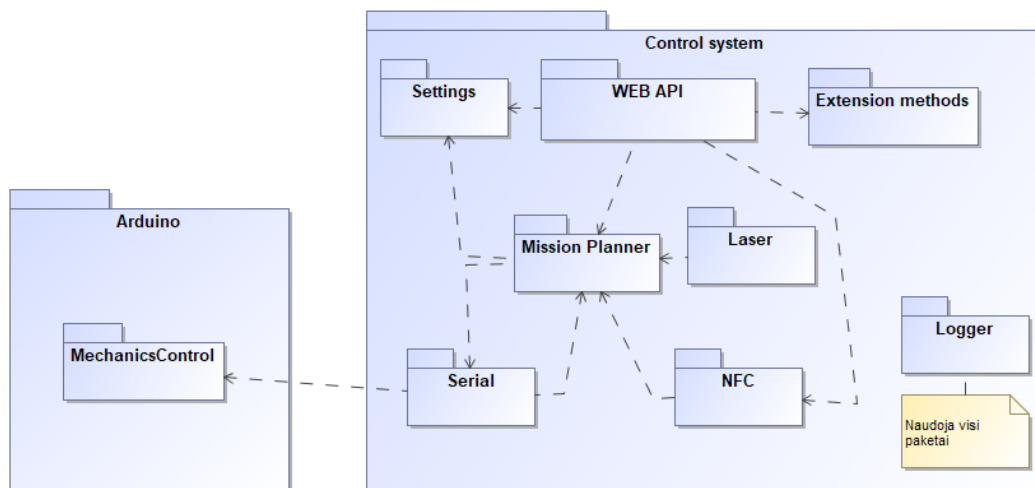 Control system
Settings
WEB API
Extension methods
Arduino
Mission Planner
Laser
MechanicsControl
Serial
NFC
Logger
Naudoja visi
paketai